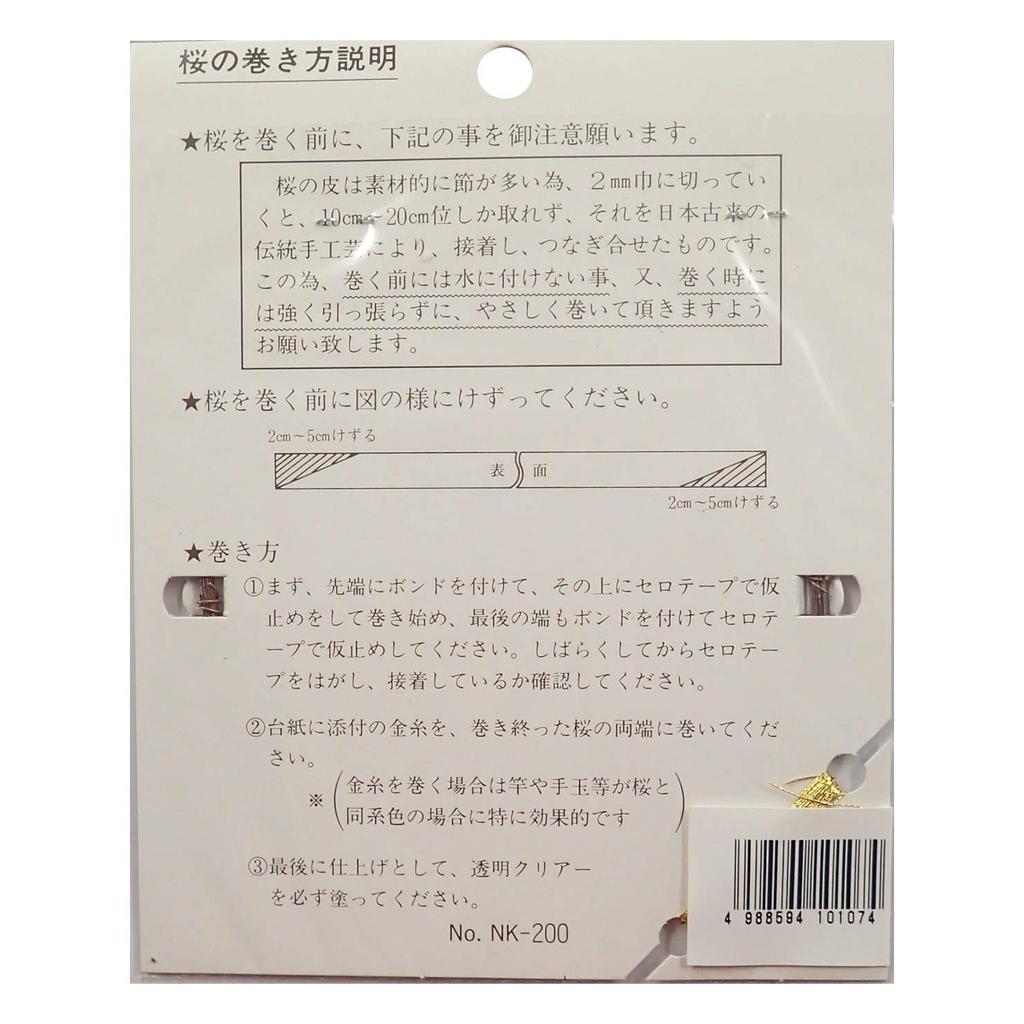 桜の巻き方説明
★桜を巻く前に、下記の事を御注意願います。
桜の皮は素材的に節が多い為、2mm巾に切ってい
くと、10cm～20cm位しか取れず、それを日本古来の
伝統手工芸により、接着し、つなぎ合せたものです。
この為、巻く前には水に付けない事、又、巻く時に
は強く引っ張らずに、やさしく巻いて頂きますよう
お願い致します。
★桜を巻く前に図の様にけずってください。
2cm～5cmけずる
表 面
2cm～5cmけずる
★巻き方
①まず、先端にボンドを付けて、その上にセロテープで仮
止めをして巻き始め、最後の端もボンドを付けてセロテ
ープで仮止めしてください。しばらくしてからセロテー
プをはがし、接着しているか確認してください。
②台紙に添付の金糸を、巻き終った桜の両端に巻いてくだ
さい。
※(金糸を巻く場合は竿や手玉等が桜と
同系色の場合に特に効果的です)
③最後に仕上げとして、透明クリアー
を必ず塗ってください。
No. NK-200
4 988594 101074